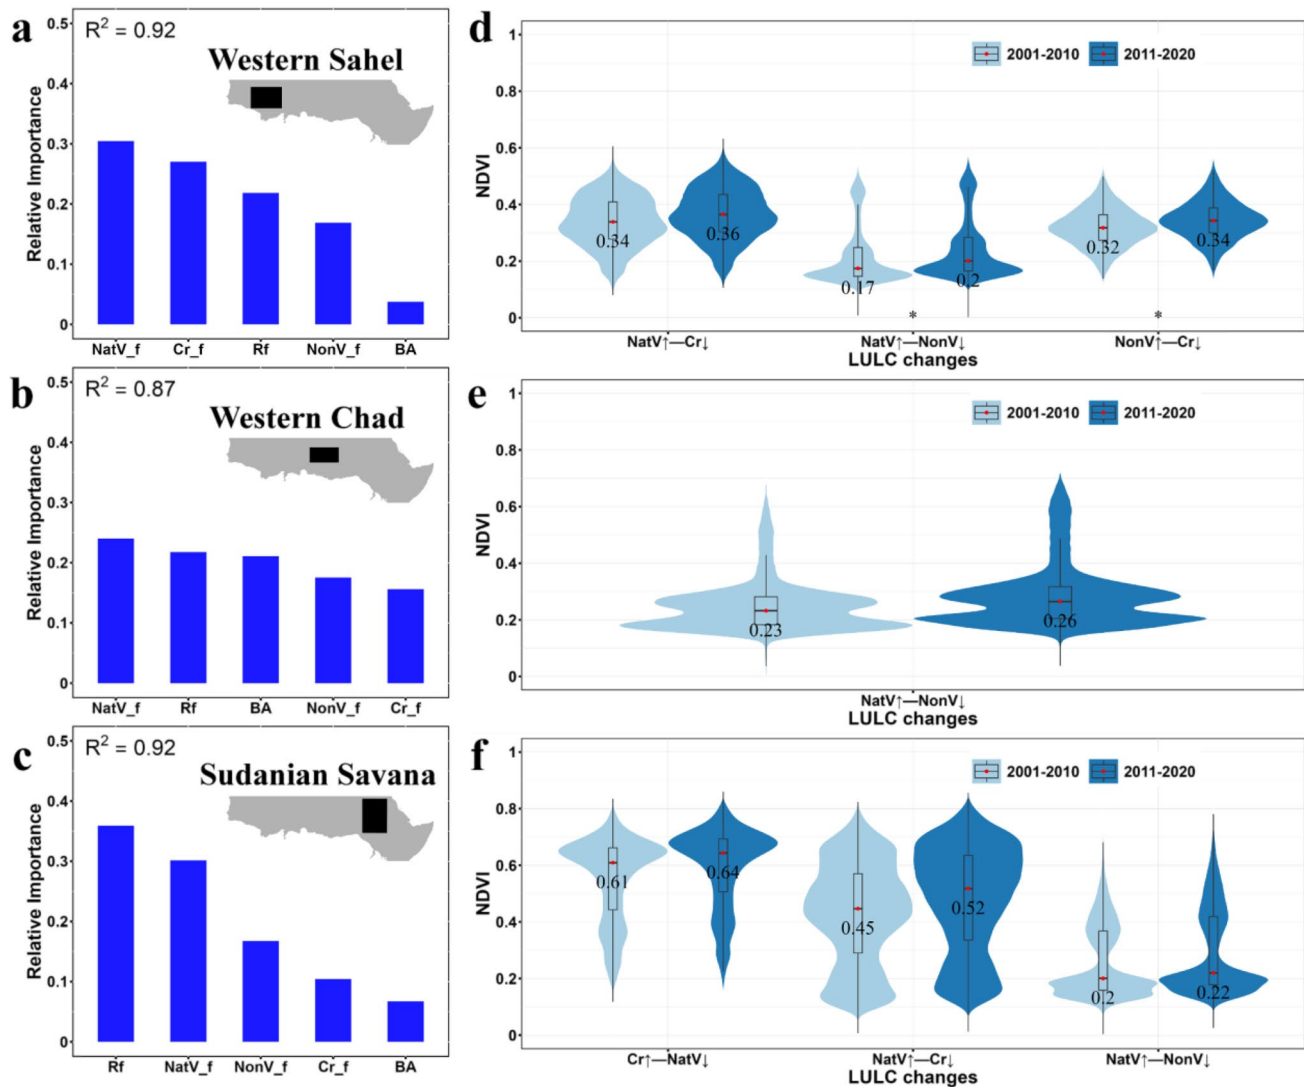 a
R² = 0.92
Western Sahel
Relative Importance
0.5
0.4
0.3
0.2
0.1
0
NatV_f Cr_f Rf NonV_f BA
d
2001-2010 2011-2020
NDVI
1
0.8
0.6
0.4
0.2
0
0.34 0.36 0.17 0.2 0.32 0.34
* *
NatV↑—Cr↓ NatV↑—NonV↓ NonV↑—Cr↓
LULC changes
b
R² = 0.87
Western Chad
Relative Importance
0.5
0.4
0.3
0.2
0.1
0
NatV_f Rf BA NonV_f Cr_f
e
2001-2010 2011-2020
NDVI
1
0.8
0.6
0.4
0.2
0
0.23 0.26
NatV↑—NonV↓
LULC changes
c
R² = 0.92
Sudanian Savana
Relative Importance
0.5
0.4
0.3
0.2
0.1
0
Rf NatV_f NonV_f Cr_f BA
f
2001-2010 2011-2020
NDVI
1
0.8
0.6
0.4
0.2
0
0.61 0.64 0.45 0.52 0.2 0.22
Cr↑—NatV↓ NatV↑—Cr↓ NatV↑—NonV↓
LULC changes